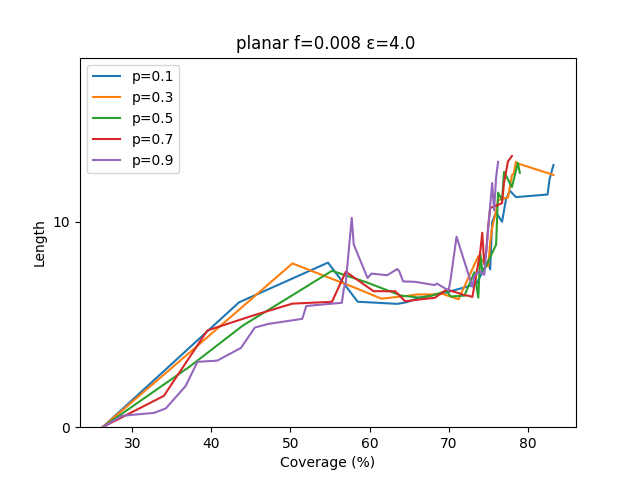 planar f=0.008 ε=4.0
p=0.1
p=0.3
p=0.5
p=0.7
p=0.9
Length
10
0
30 40 50 60 70 80
Coverage (%)